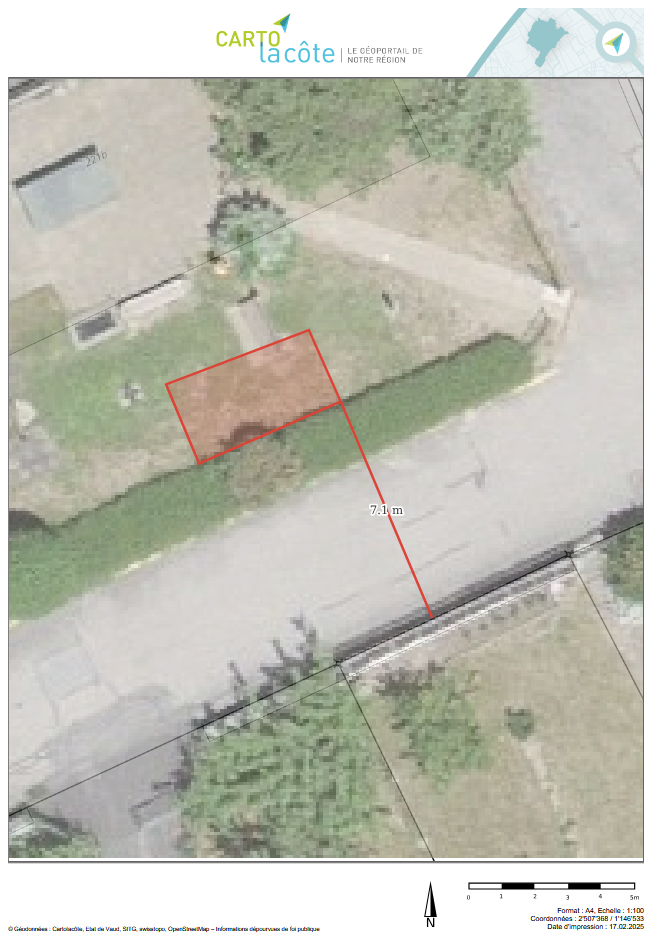 CARTO
lacôte
LE GÉOPORTAIL DE
NOTRE RÉGION
2210
7.1 m
N
0 1 2 3 4 5m
Format : A4, Echelle : 1:100
Coordonnées : 2'507'368 / 1'146'533
Date d'impression : 17.02.2025
© Géodonnées : Cartolacôte, Etat de Vaud, SITG, swisstopo, OpenStreetMap – Informations dépourvues de foi publique